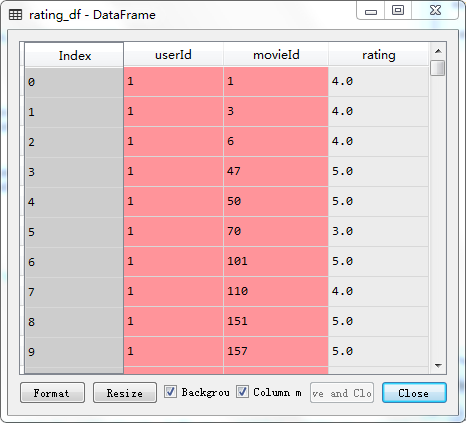 rating_df - DataFrame
Index userId movieId rating
0 1 1 4.0
1 1 3 4.0
2 1 6 4.0
3 1 47 5.0
4 1 50 5.0
5 1 70 3.0
6 1 101 5.0
7 1 110 4.0
8 1 151 5.0
9 1 157 5.0
Format Resize Backgrou Column m ve and Clo Close